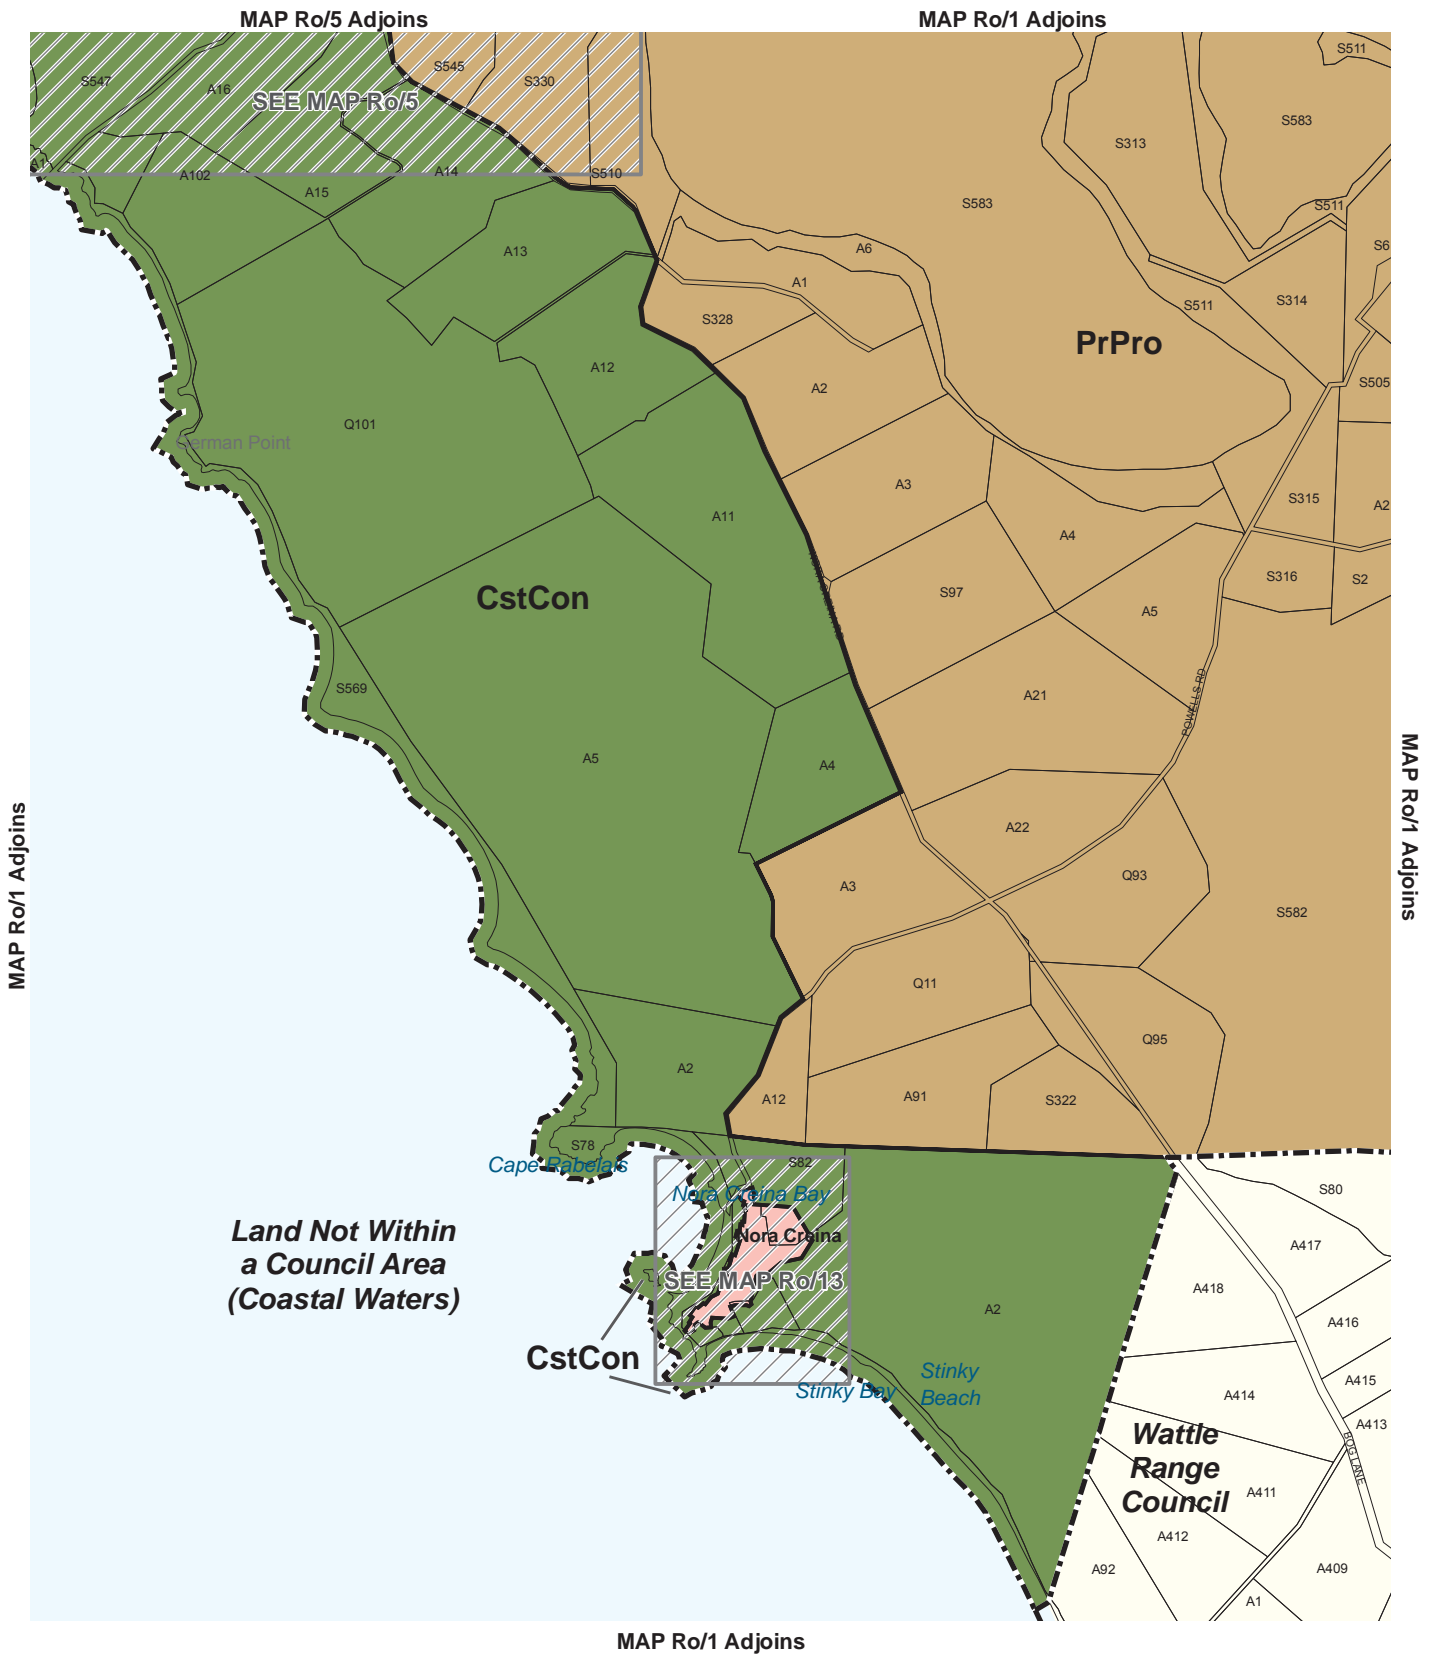 MAP Ro/5 Adjoins
MAP Ro/1 Adjoins
S547
A16
S545
S330
SEE MAP Ro/5
S511
S583
S313
A1
A102
A15
A14
S510
S583
S511
S6
A13
A6
A1
S328
S511
S314
PrPro
A12
A2
S505
Q101
German Point
A3
S315
A2
A11
A4
CstCon
S97
S316
S2
A5
S569
A21
POWELLS RD
A5
A4
MAP Ro/1 Adjoins
MAP Ro/1 Adjoins
A22
A3
Q93
S582
Q11
Q95
A2
A12
A91
S322
S78
Cape Rabelais
S82
Nora Creina Bay
S80
Land Not Within
a Council Area
(Coastal Waters)
Nora Creina
A417
SEE MAP Ro/13
A418
A2
A416
CstCon
Stinky
Beach
Stinky Bay
A415
A414
A413
Wattle
Range
Council
BOG LANE
A411
A412
A92
A409
A1
MAP Ro/1 Adjoins